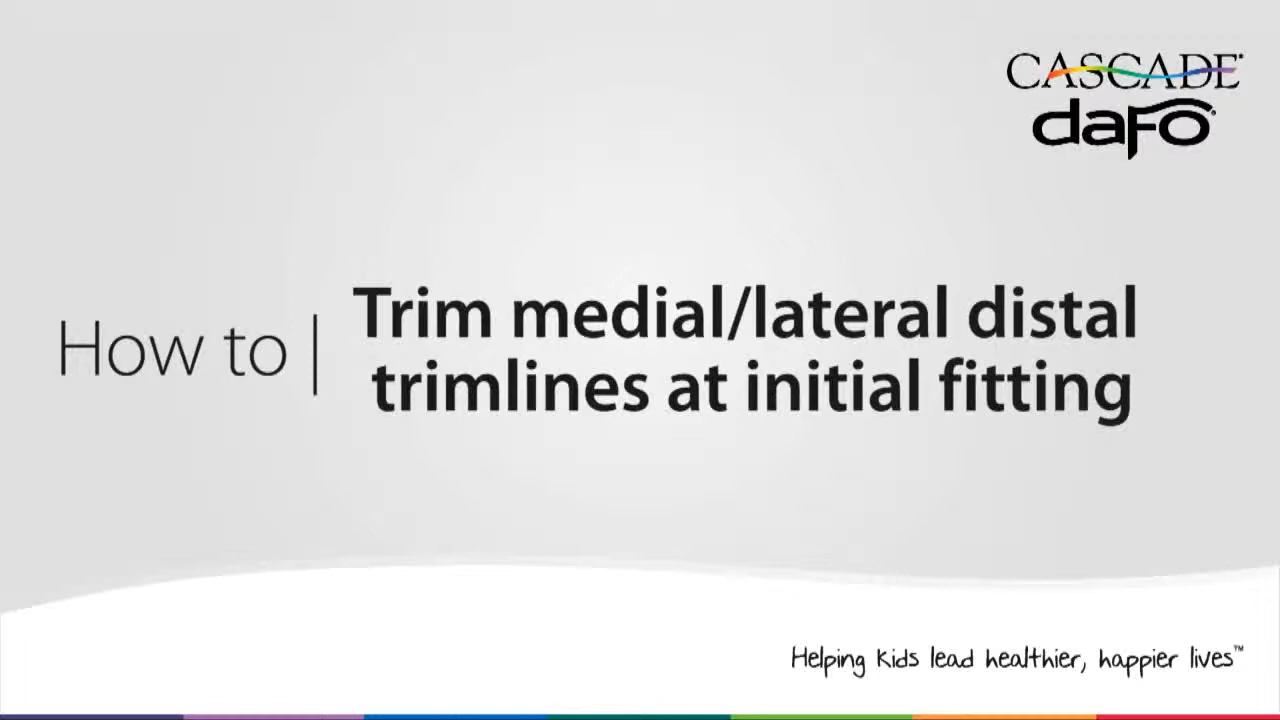 CASCADE®
dafo®
How to | Trim medial/lateral distal
trimlines at initial fitting
Helping kids lead healthier, happier lives™